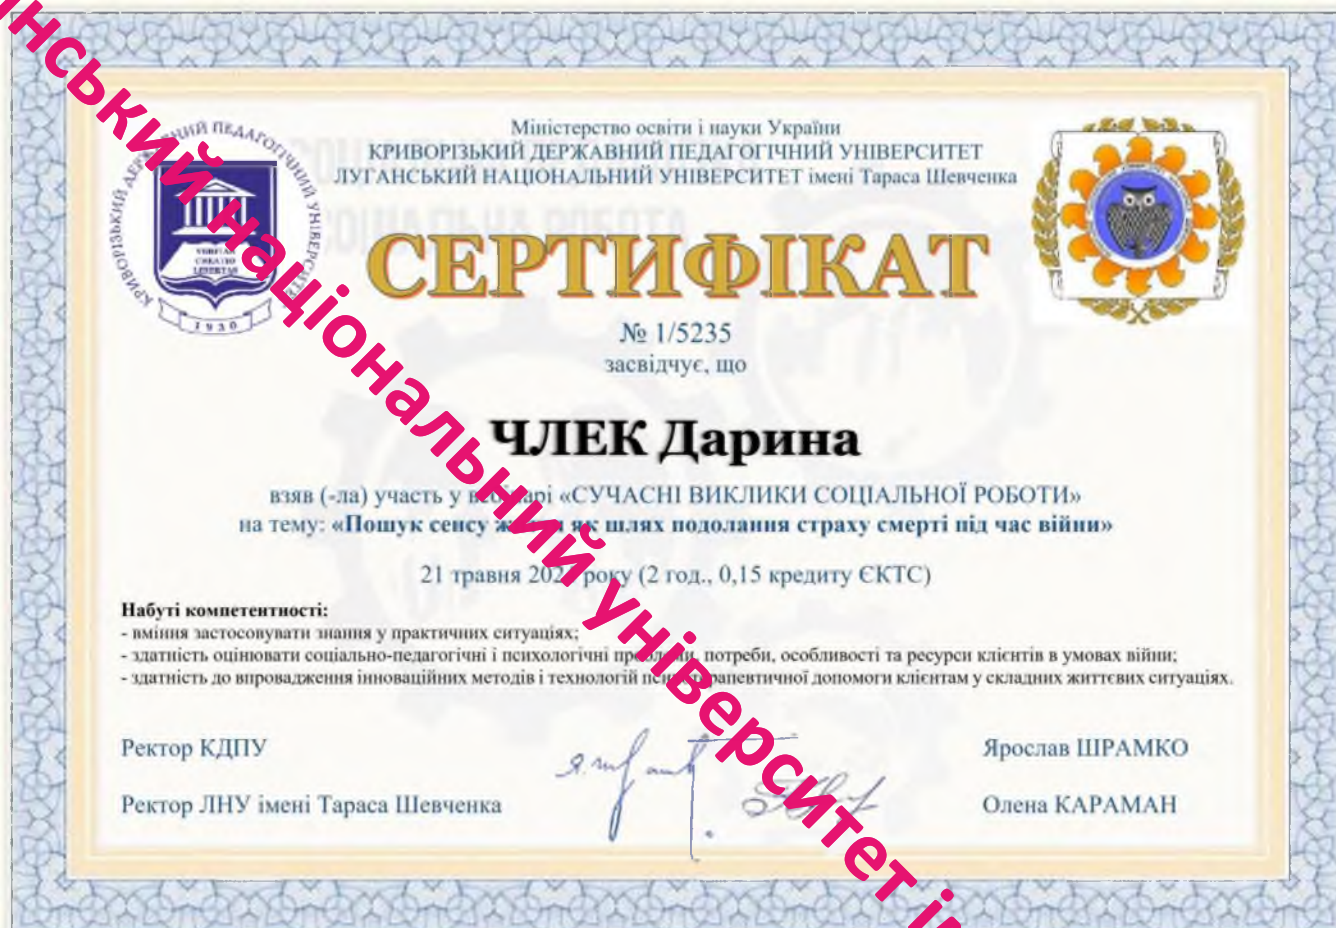 Міністерство освіти і науки України
КРИВОРІЗЬКИЙ ДЕРЖАВНИЙ ПЕДАГОГІЧНИЙ УНІВЕРСИТЕТ
ЛУГАНСЬКИЙ НАЦІОНАЛЬНИЙ УНІВЕРСИТЕТ імені Тараса Шевченка
СОЦІАЛЬНА РОБОТА
СЕРТИФІКАТ
1930
№ 1/5235
засвідчує, що
ЧЛЕК Дарина
взяв (-ла) участь у «СУЧАСНІ ВИКЛИКИ СОЦІАЛЬНОЇ РОБОТИ»
на тему: «Пошук сенсу як шлях подолання страху смерті під час війни»
21 травня року (2 год., 0,15 кредиту ЄКТС)
Набуті компетентності:
- вміння застосовувати знання у практичних ситуаціях;
- здатність оцінювати соціально-педагогічні і психологічні потреби, особливості та ресурси клієнтів в умовах війни;
- здатність до впровадження інноваційних методів і технологій допомоги клієнтам у складних життєвих ситуаціях.
Ректор КДПУ
Ярослав ШРАМКО
Ректор ЛНУ імені Тараса Шевченка
Олена КАРАМАН
національний університет